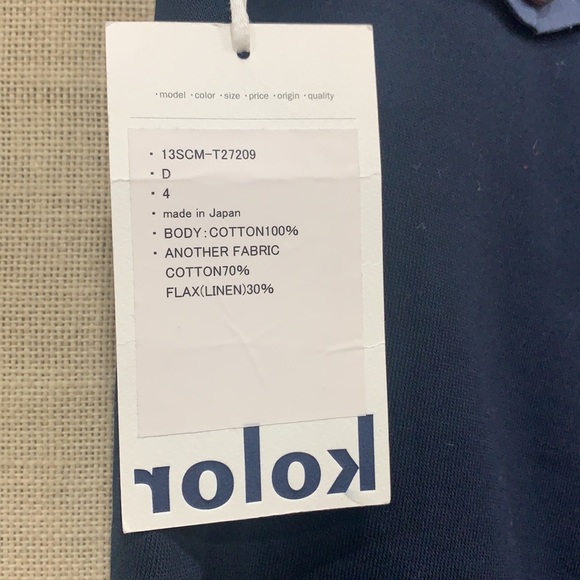 ·model ·color ·size ·price ·origin ·quality
· 13SCM-T27209
· D
· 4
· made in Japan
· BODY:COTTON100%
· ANOTHER FABRIC
COTTON70%
FLAX(LINEN)30%
kolor